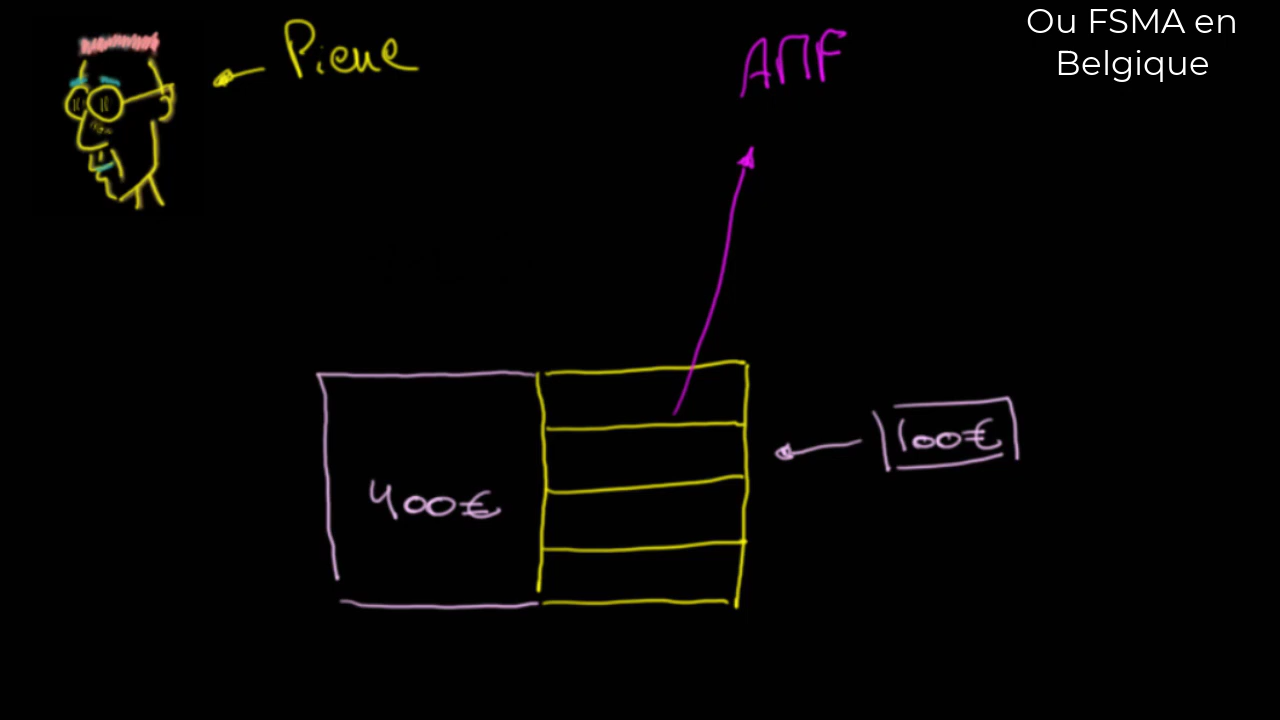 Pierre
AMF
Ou FSMA en
Belgique
400€
100€